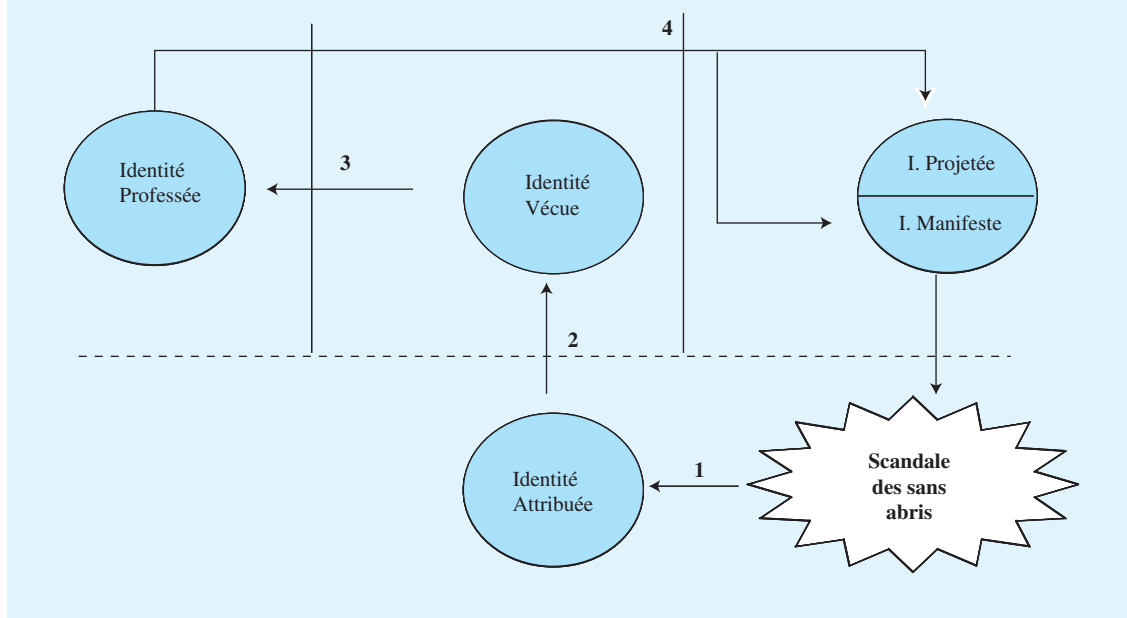 4
Identité
Professée
3
Identité
Vécue
I. Projetée
I. Manifeste
2
Identité
Attribuée
1
Scandale
des sans
abris